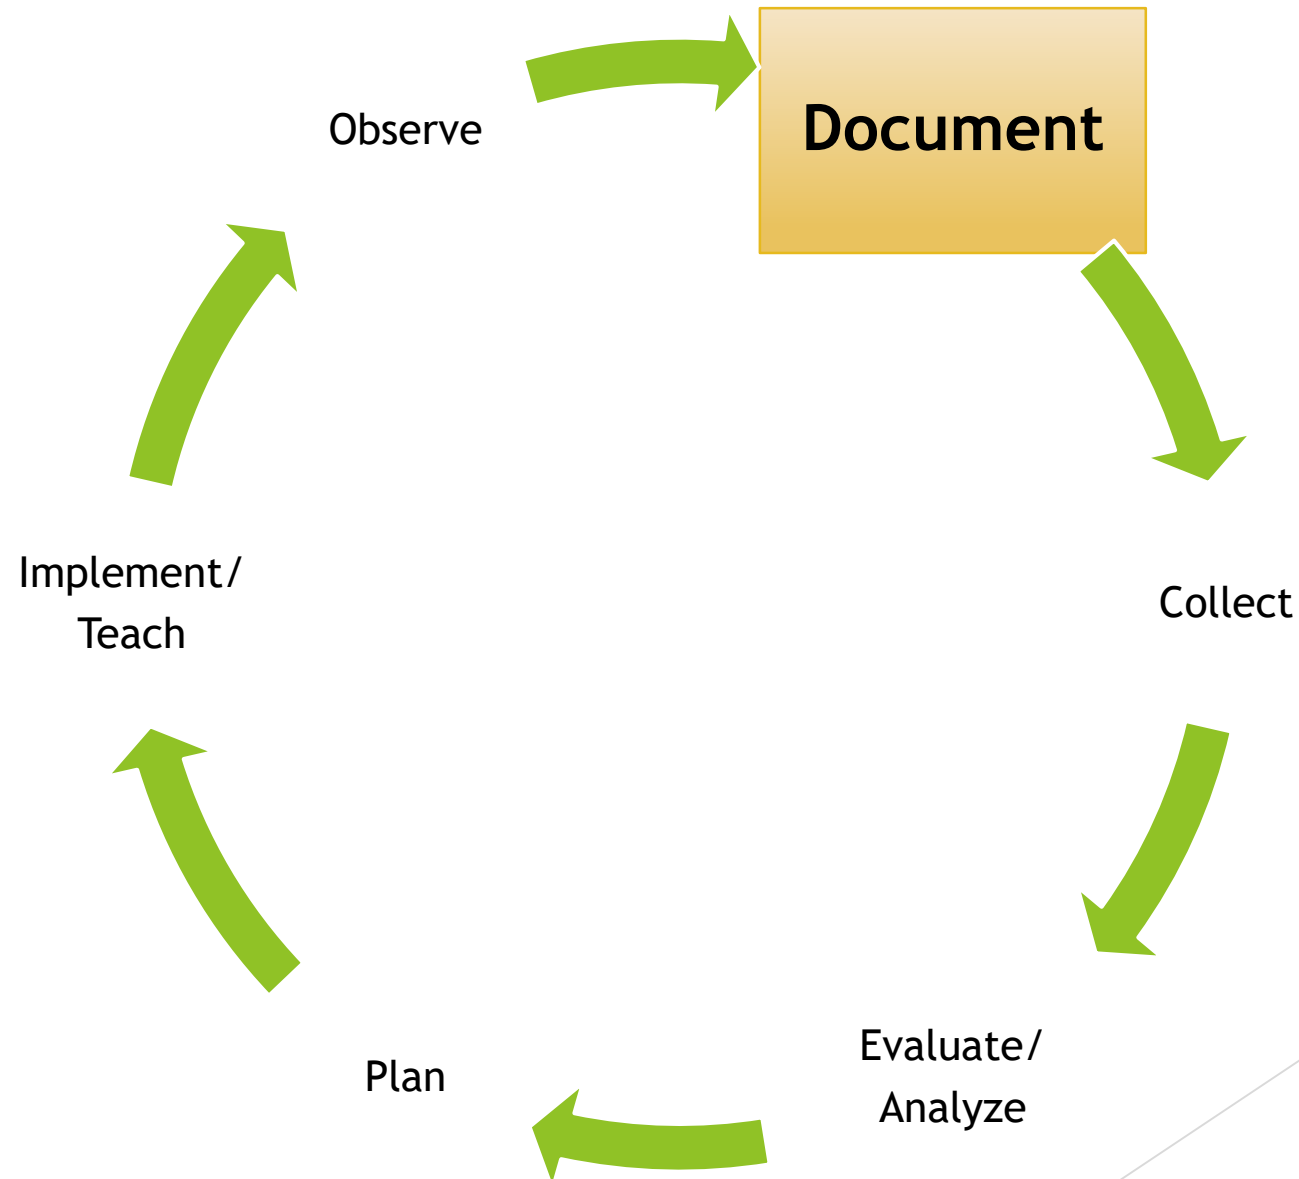 Observe
Document
Collect
Evaluate/
Analyze
Plan
Implement/
Teach